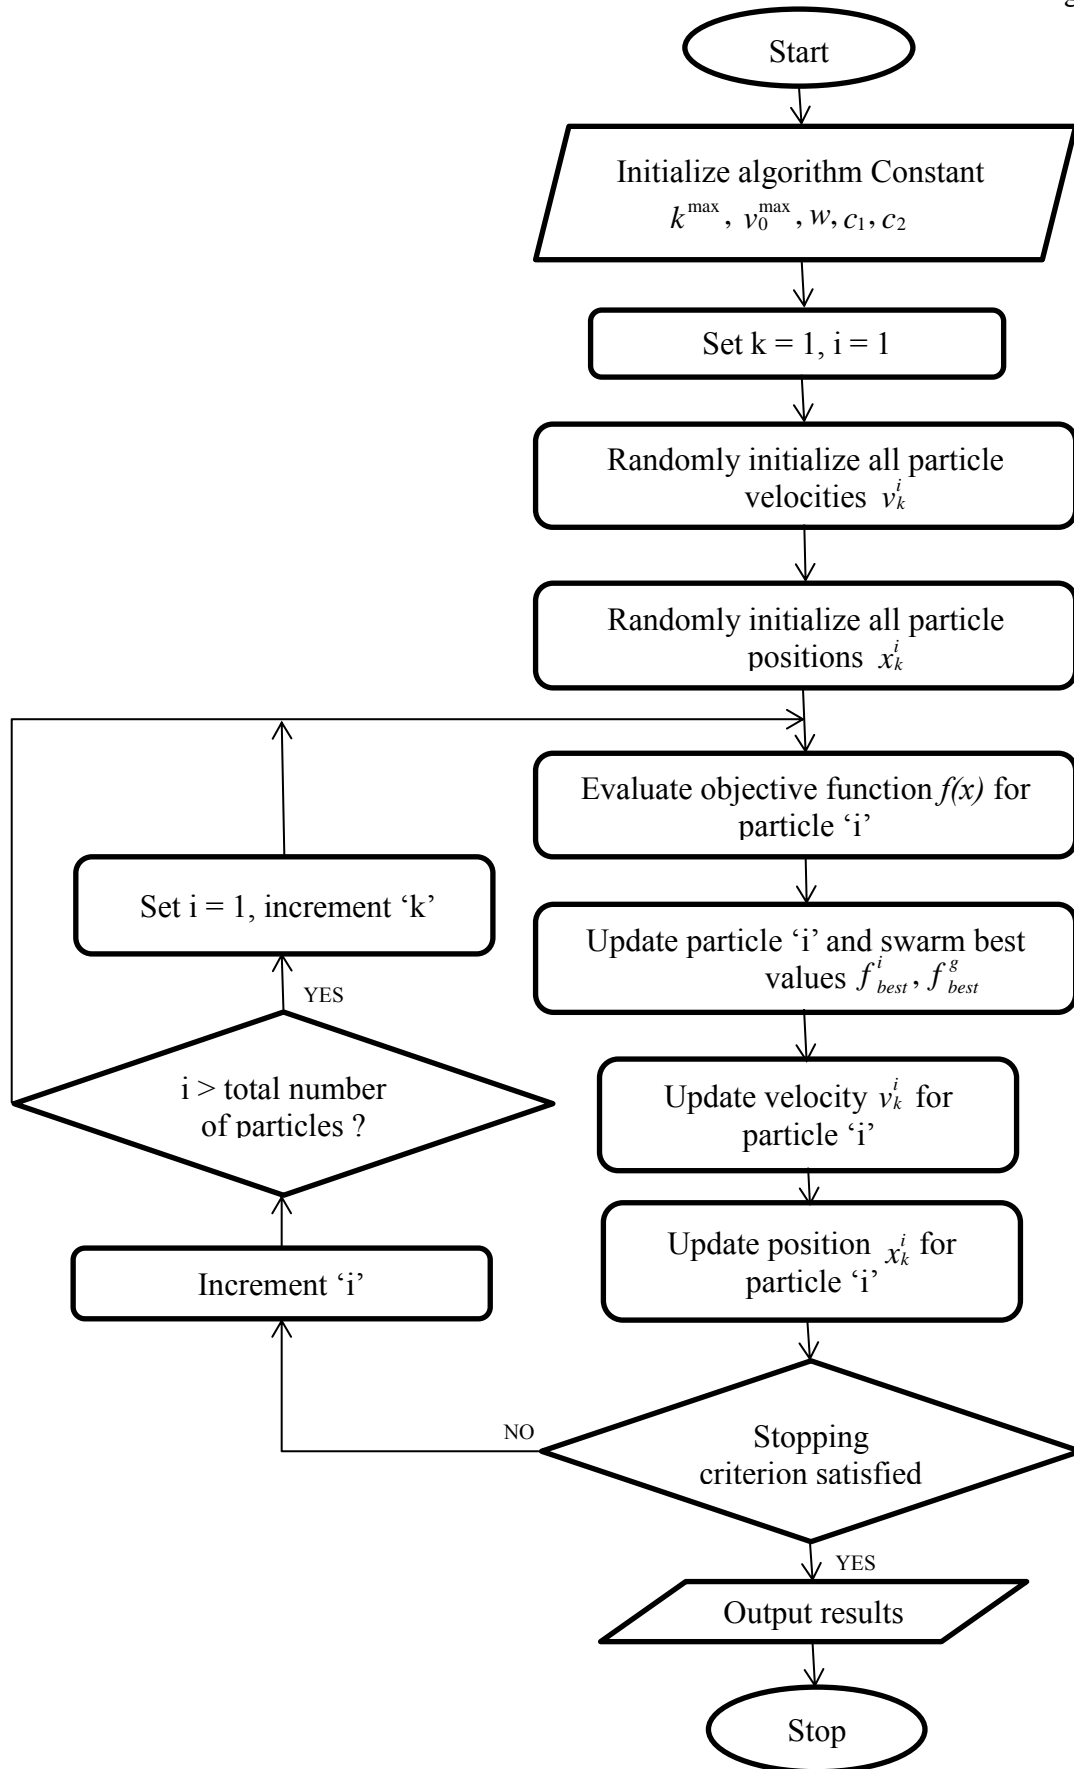 Start
Initialize algorithm Constant
k^max, v_0^max, w, c_1, c_2
Set k = 1, i = 1
Randomly initialize all particle
velocities v_k^i
Randomly initialize all particle
positions x_k^i
Evaluate objective function f(x) for
particle ‘i’
Update particle ‘i’ and swarm best
values f_best^i, f_best^g
Update velocity v_k^i for
particle ‘i’
Update position x_k^i for
particle ‘i’
Stopping
criterion satisfied
NO
Increment ‘i’
i > total number
of particles ?
YES
Set i = 1, increment ‘k’
YES
Output results
Stop